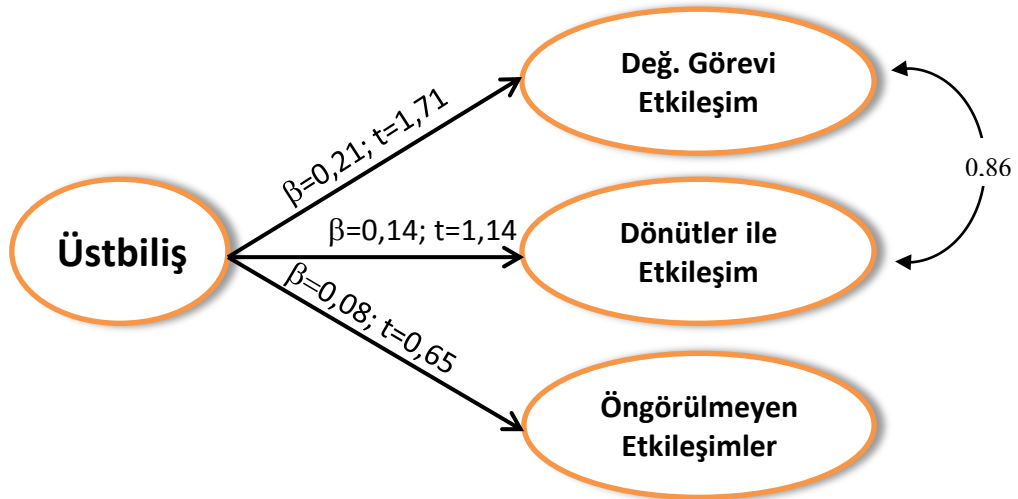 Değ. Görevi
Etkileşim
β=0,21; t=1,71
0.86
Üstbiliş
β=0,14; t=1,14
Dönütler ile
Etkileşim
β=0,08; t=0,65
Öngörülmeyen
Etkileşimler